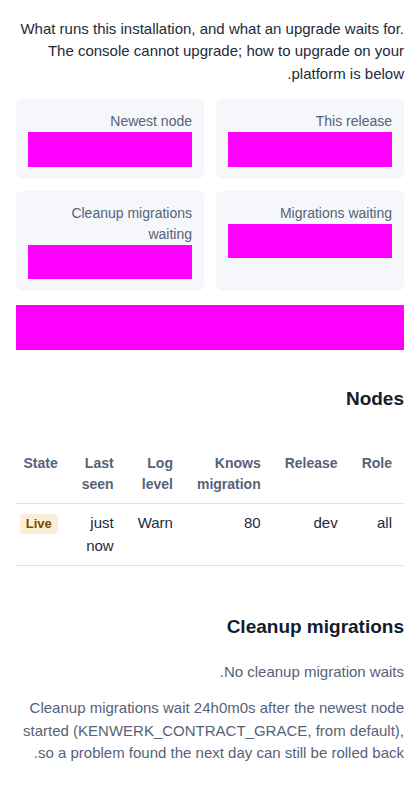 What runs this installation, and what an upgrade waits for.
The console cannot upgrade; how to upgrade on your
.platform is below
This release
Newest node
Migrations waiting
Cleanup migrations
waiting
Nodes
Role Release Knows migration Log level Last seen State
all dev 80 Warn just now Live
Cleanup migrations
.No cleanup migration waits
Cleanup migrations wait 24h0m0s after the newest node
started (KENWERK_CONTRACT_GRACE, from default),
.so a problem found the next day can still be rolled back